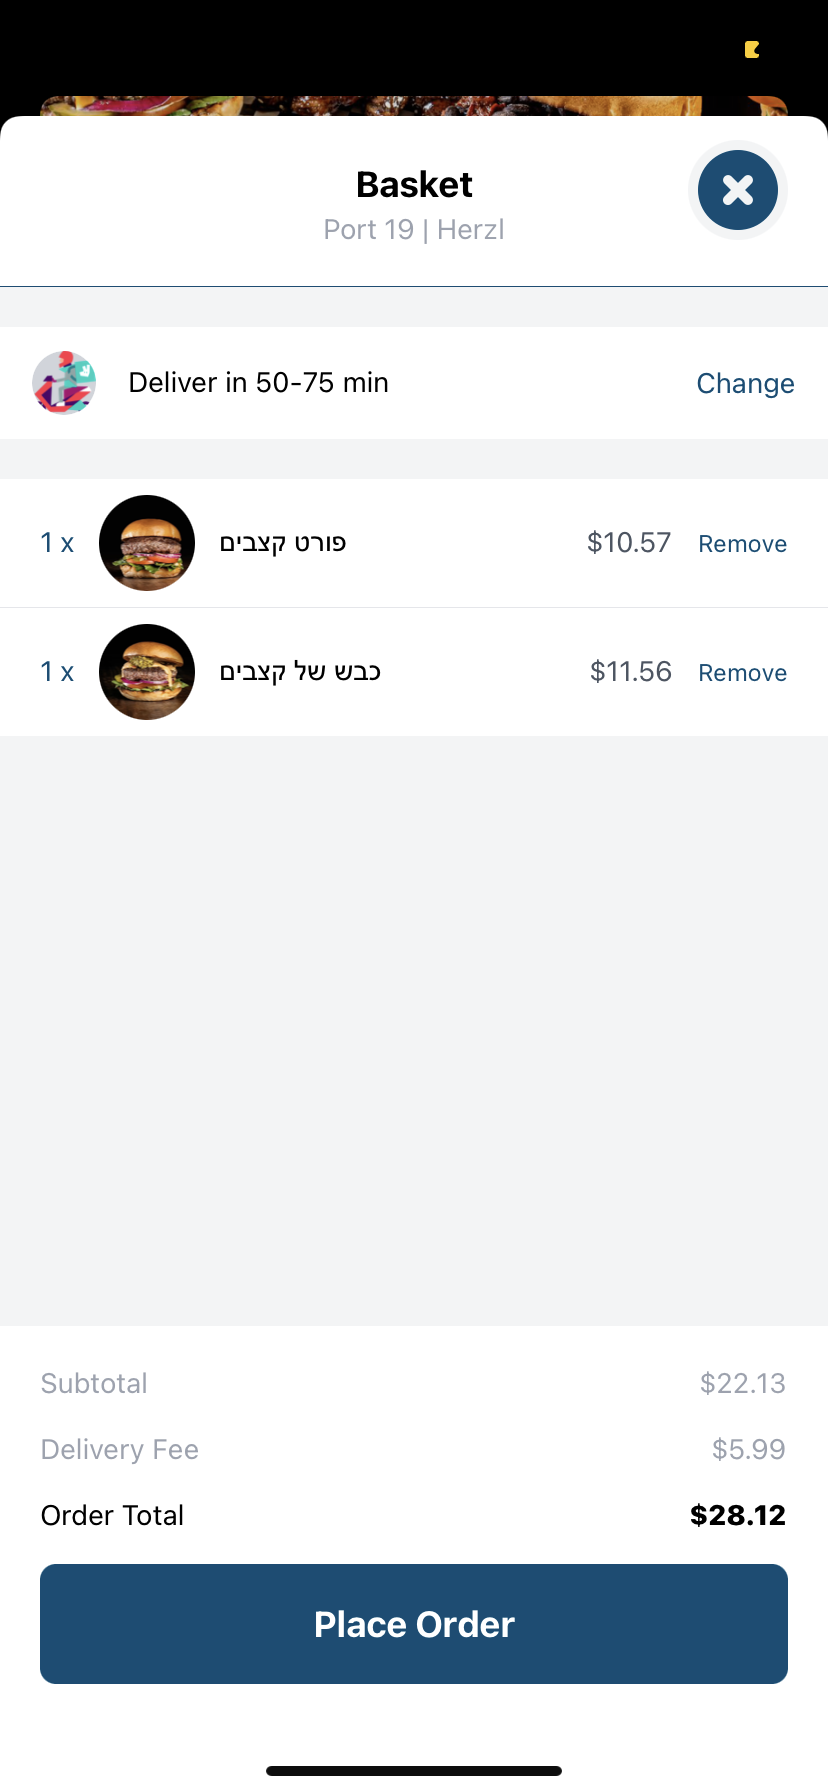 Basket
Port 19 | Herzl
Deliver in 50-75 min Change
1 x פורט קצבים $10.57 Remove
1 x כבש של קצבים $11.56 Remove
Subtotal $22.13
Delivery Fee $5.99
Order Total $28.12
Place Order